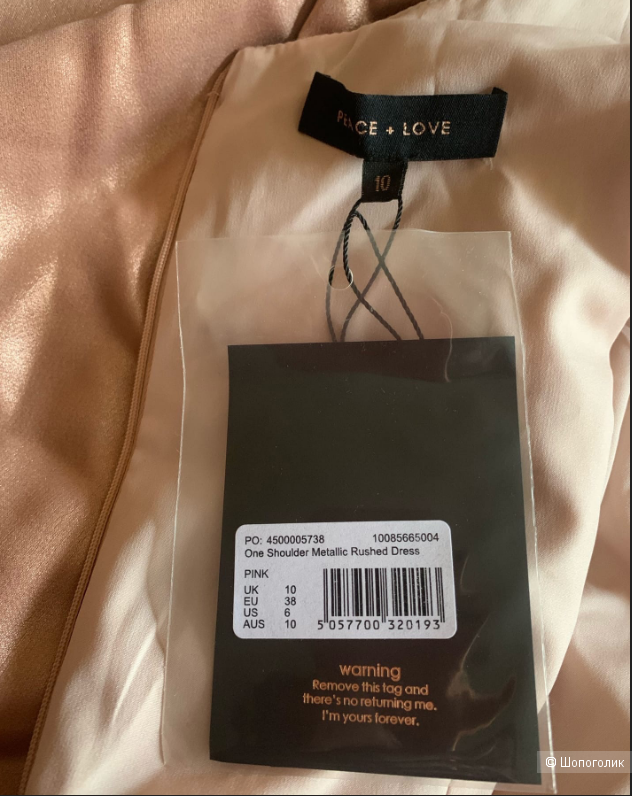 PEACE + LOVE
10
PO: 4500005738 10085665004
One Shoulder Metallic Rushed Dress
PINK
UK 10
EU 38
US 6
AUS 10
5 057700 320193
warning
Remove this tag and
there's no returning me.
I'm yours forever.
@ Шопоголик